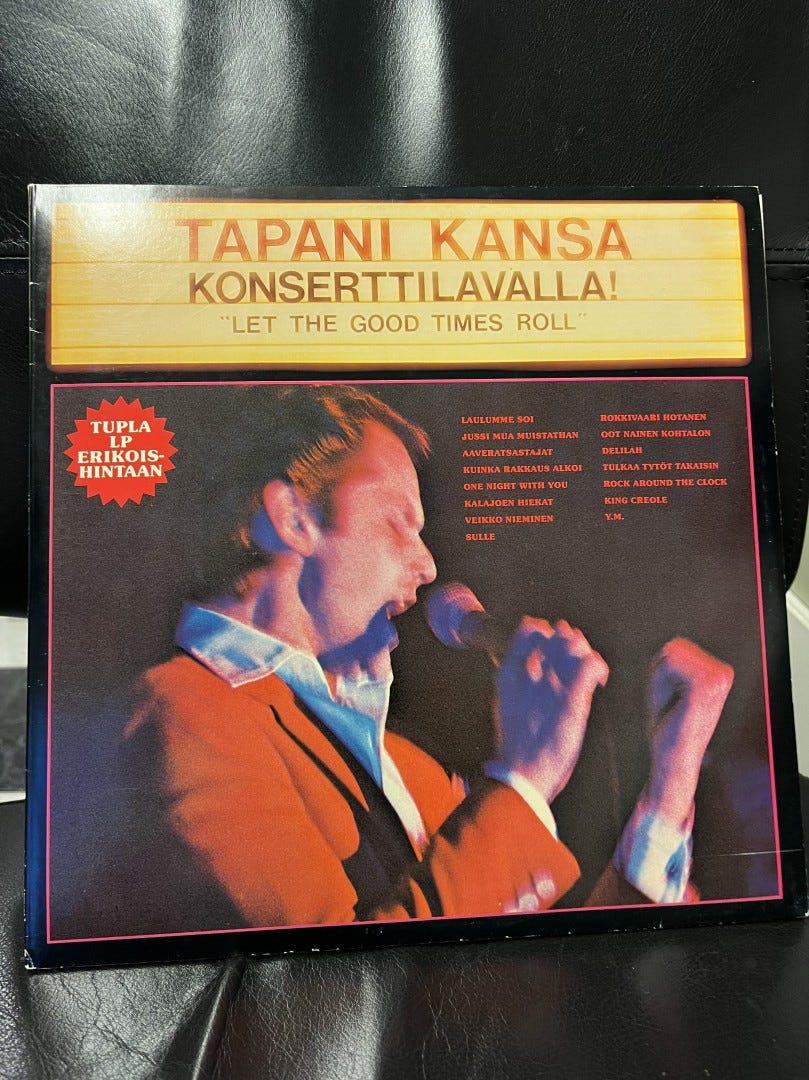 TAPANI KANSA
KONSERTTILAVALLA!
"LET THE GOOD TIMES ROLL"
TUPLA
LP
ERIKOIS-
HINTAAN
LAULUMME SOI
JUSSI MUA MUISTATHAN
AAVERATSASTAJAT
KUINKA RAKKAUS ALKOI
ONE NIGHT WITH YOU
KALAJOEN HIEKAT
VEIKKO NIEMINEN
SULLE
ROKKIVAARI HOTANEN
OOT NAINEN KOHTALON
DELILAH
TULKAA TYTÖT TAKAISIN
ROCK AROUND THE CLOCK
KING CREOLE
Y.M.